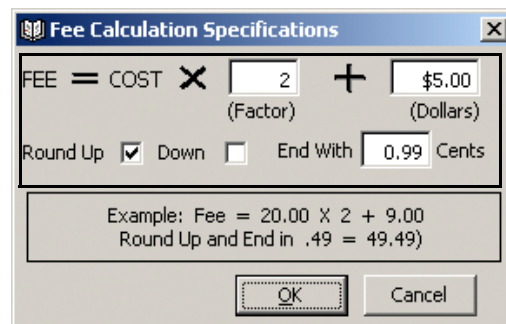 Fee Calculation Specifications
FEE = COST X 2 + $5.00
(Factor) (Dollars)
Round Up Down End With 0.99 Cents
Example: Fee = 20.00 X 2 + 9.00
Round Up and End in .49 = 49.49)
OK Cancel